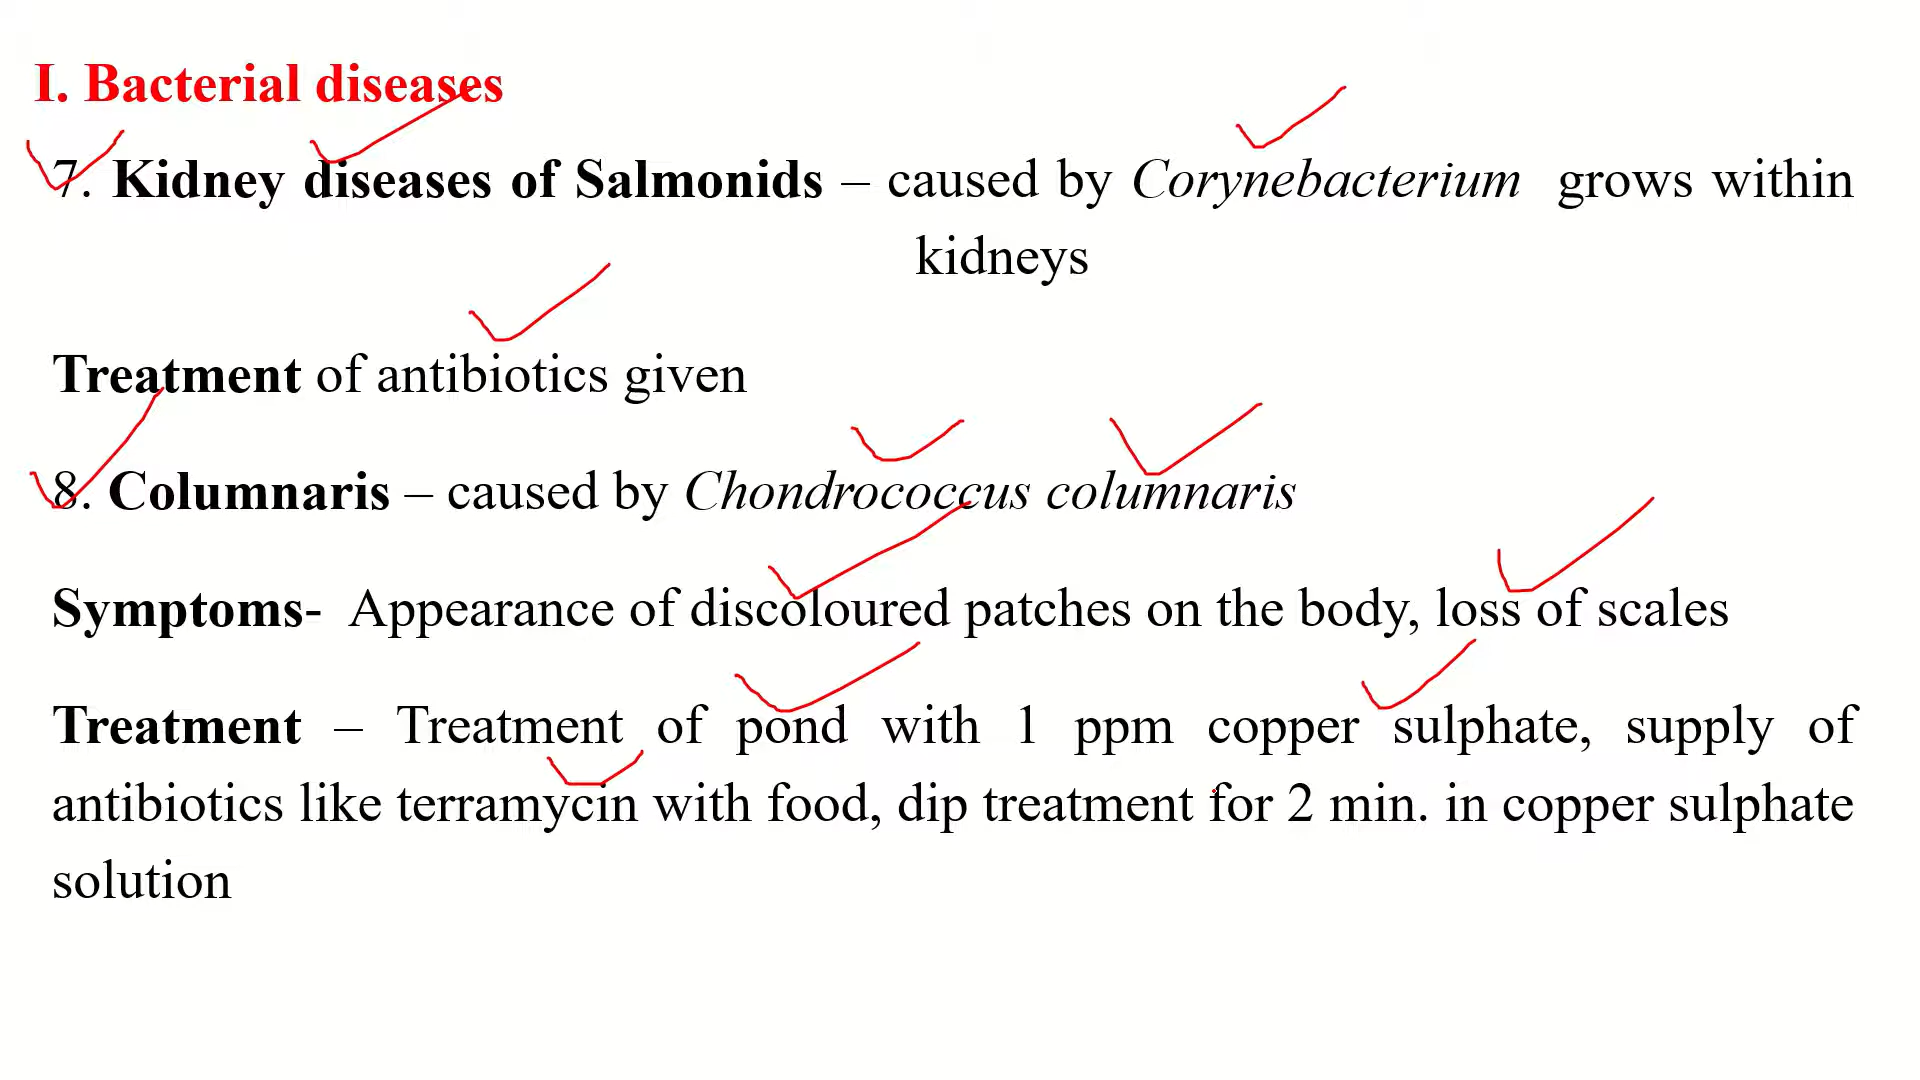 I. Bacterial diseases
7. Kidney diseases of Salmonids – caused by Corynebacterium grows within
kidneys
Treatment of antibiotics given
8. Columnaris – caused by Chondrococcus columnaris
Symptoms- Appearance of discoloured patches on the body, loss of scales
Treatment – Treatment of pond with 1 ppm copper sulphate, supply of
antibiotics like terramycin with food, dip treatment for 2 min. in copper sulphate
solution